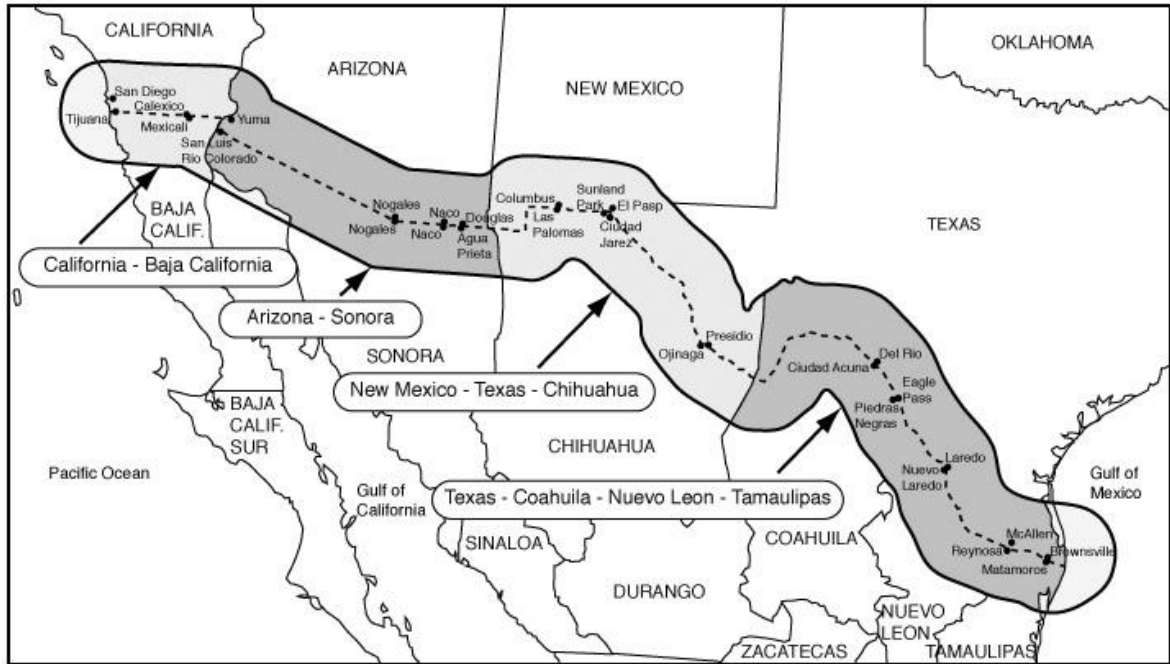 CALIFORNIA
ARIZONA
NEW MEXICO
OKLAHOMA
TEXAS
San Diego
Calexico
Tijuana
Mexicali
Yuma
San Luis
Rio Colorado
Nogales
Nogales
Naco
Naco
Douglas
Agua
Prieta
Columbus
Las
Palomas
Sunland
Park
El Pasp
Ciudad
Jarez
BAJA
CALIF.
California - Baja California
Arizona - Sonora
SONORA
New Mexico - Texas - Chihuahua
Ojinaga
Presidio
Ciudad Acuna
Del Rio
Eagle
Pass
Piedras
Negras
BAJA
CALIF.
SUR
CHIHUAHUA
Pacific Ocean
Gulf of
California
Texas - Coahuila - Nuevo Leon - Tamaulipas
Laredo
Nuevo
Laredo
Gulf of
Mexico
SINALOA
COAHUILA
McAllen
Reynosa
Brownsville
Matamoros
DURANGO
NUEVO
LEON
ZACATECAS
TAMAULIPAS